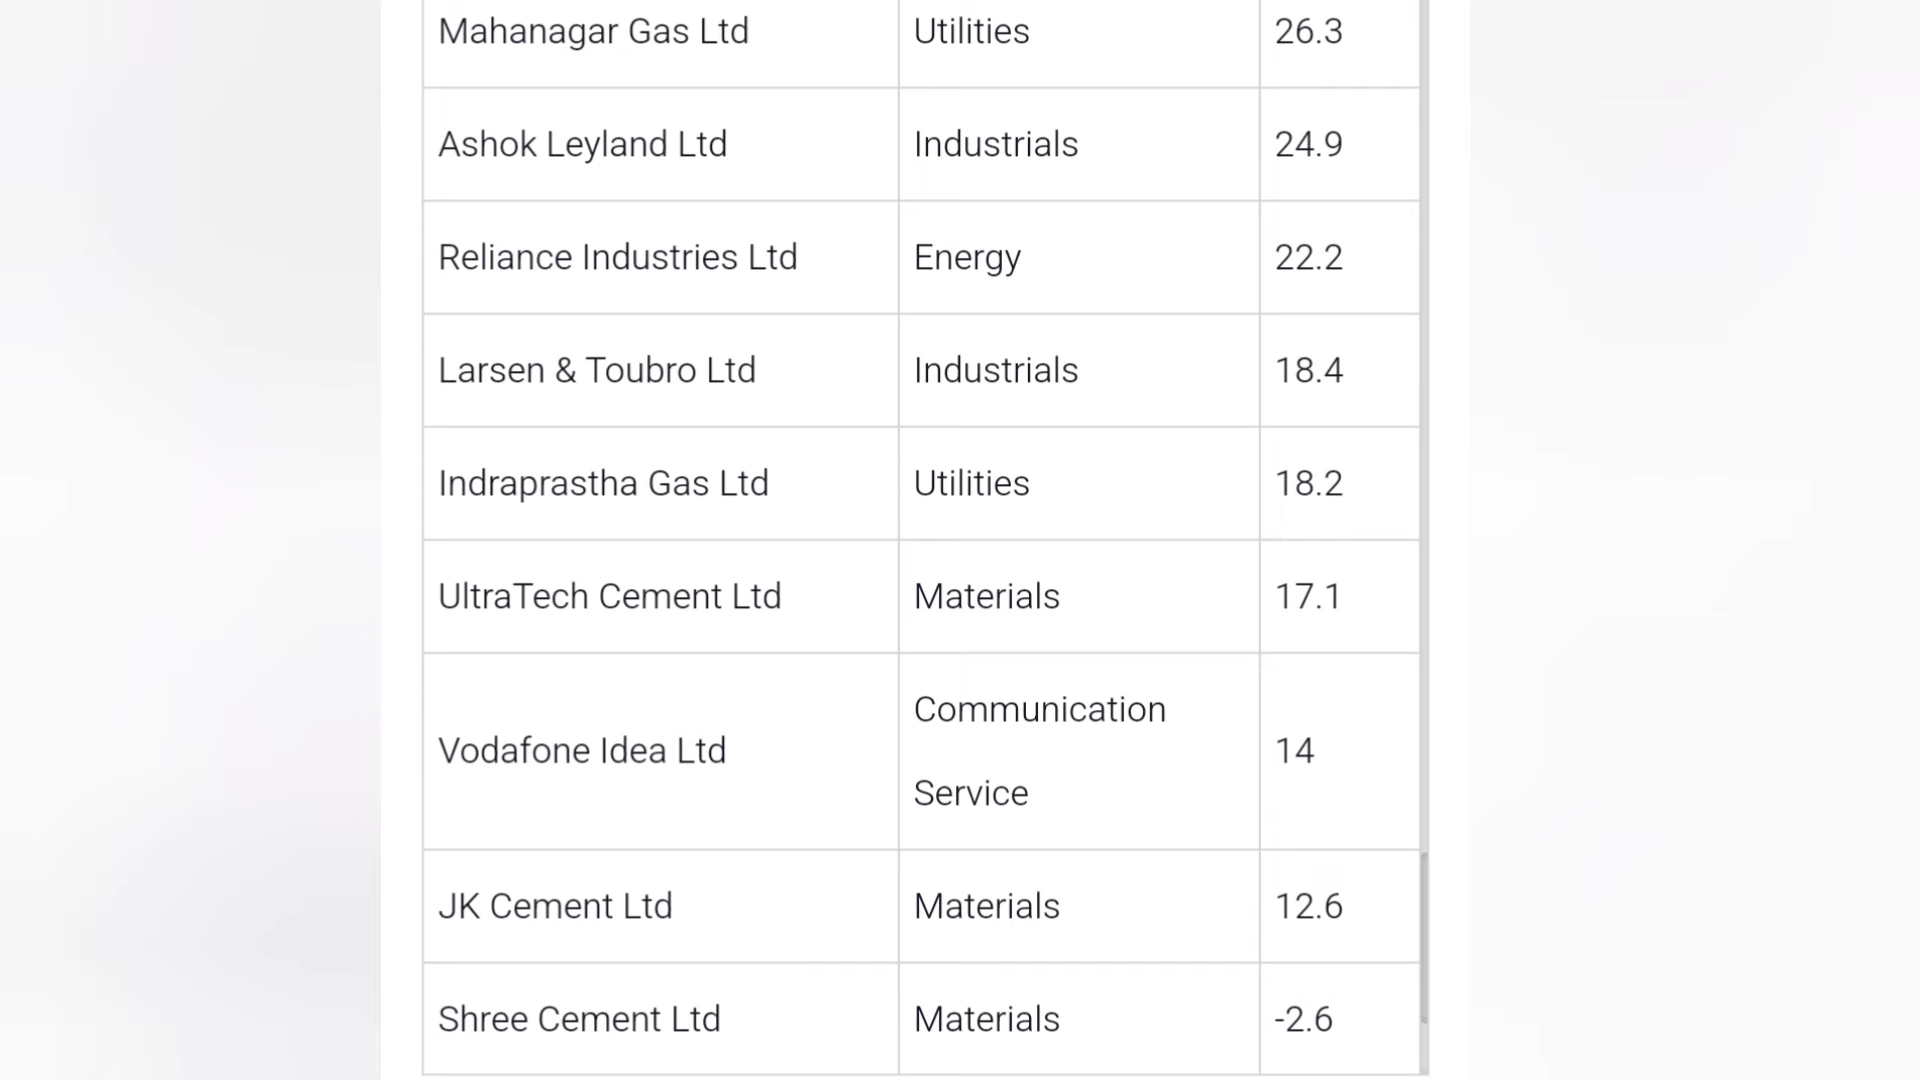 Mahanagar Gas Ltd Utilities 26.3
Ashok Leyland Ltd Industrials 24.9
Reliance Industries Ltd Energy 22.2
Larsen & Toubro Ltd Industrials 18.4
Indraprastha Gas Ltd Utilities 18.2
UltraTech Cement Ltd Materials 17.1
Vodafone Idea Ltd Communication Service 14
JK Cement Ltd Materials 12.6
Shree Cement Ltd Materials -2.6